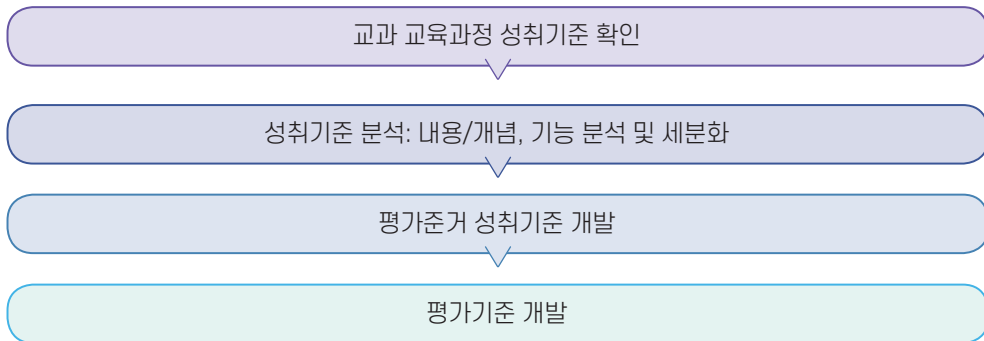 교과 교육과정 성취기준 확인
성취기준 분석: 내용/개념, 기능 분석 및 세분화
평가준거 성취기준 개발
평가기준 개발